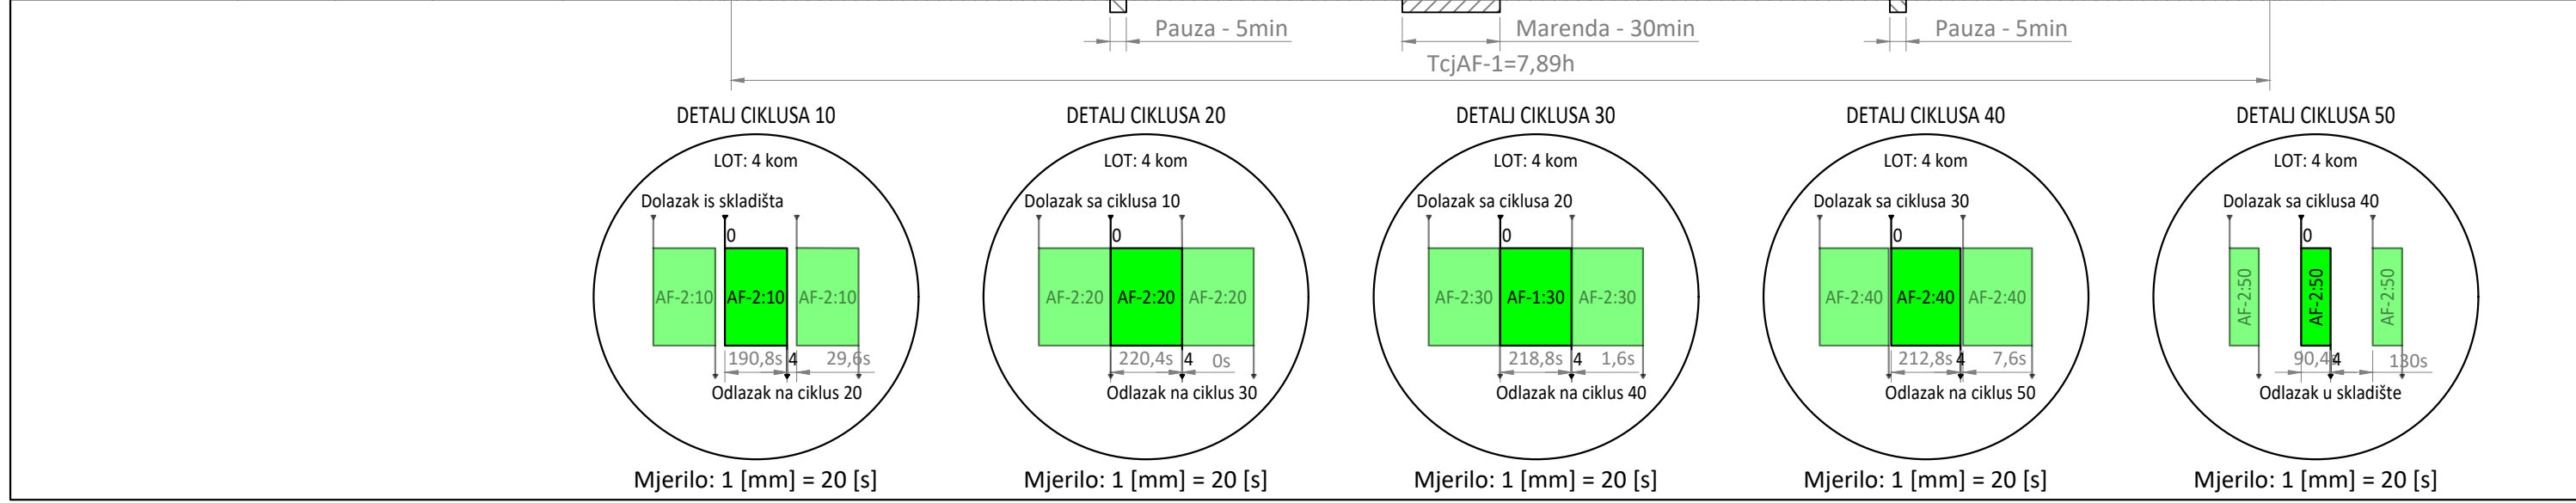 Pauza - 5min
Marenda - 30min
Pauza - 5min
TcjAF-1=7,89h
DETALJ CIKLUSA 10
LOT: 4 kom
Dolazak is skladišta
0
AF-2:10 AF-2:10 AF-2:10
190,8s 4 29,6s
Odlazak na ciklus 20
Mjerilo: 1 [mm] = 20 [s]
DETALJ CIKLUSA 20
LOT: 4 kom
Dolazak sa ciklusa 10
0
AF-2:20 AF-2:20 AF-2:20
220,4s 4 0s
Odlazak na ciklus 30
Mjerilo: 1 [mm] = 20 [s]
DETALJ CIKLUSA 30
LOT: 4 kom
Dolazak sa ciklusa 20
0
AF-2:30 AF-1:30 AF-2:30
218,8s 4 1,6s
Odlazak na ciklus 40
Mjerilo: 1 [mm] = 20 [s]
DETALJ CIKLUSA 40
LOT: 4 kom
Dolazak sa ciklusa 30
0
AF-2:40 AF-2:40 AF-2:40
212,8s 4 7,6s
Odlazak na ciklus 50
Mjerilo: 1 [mm] = 20 [s]
DETALJ CIKLUSA 50
LOT: 4 kom
Dolazak sa ciklusa 40
0
AF-2:50 AF-2:50 AF-2:50
4 130s
Odlazak u skladište
Mjerilo: 1 [mm] = 20 [s]